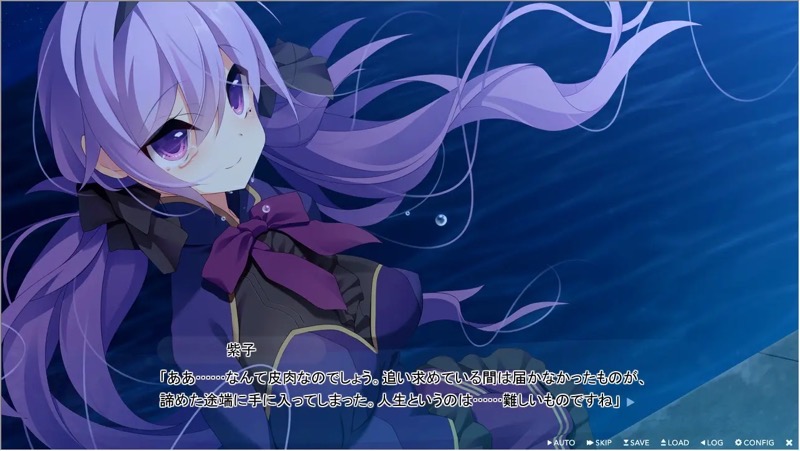 紫子
「ああ……なんて皮肉なのでしょう。追い求めている間は届かなかったものが、
諦めた途端に手に入ってしまった。人生というのは……難しいものですね」
AUTO SKIP SAVE LOAD LOG CONFIG